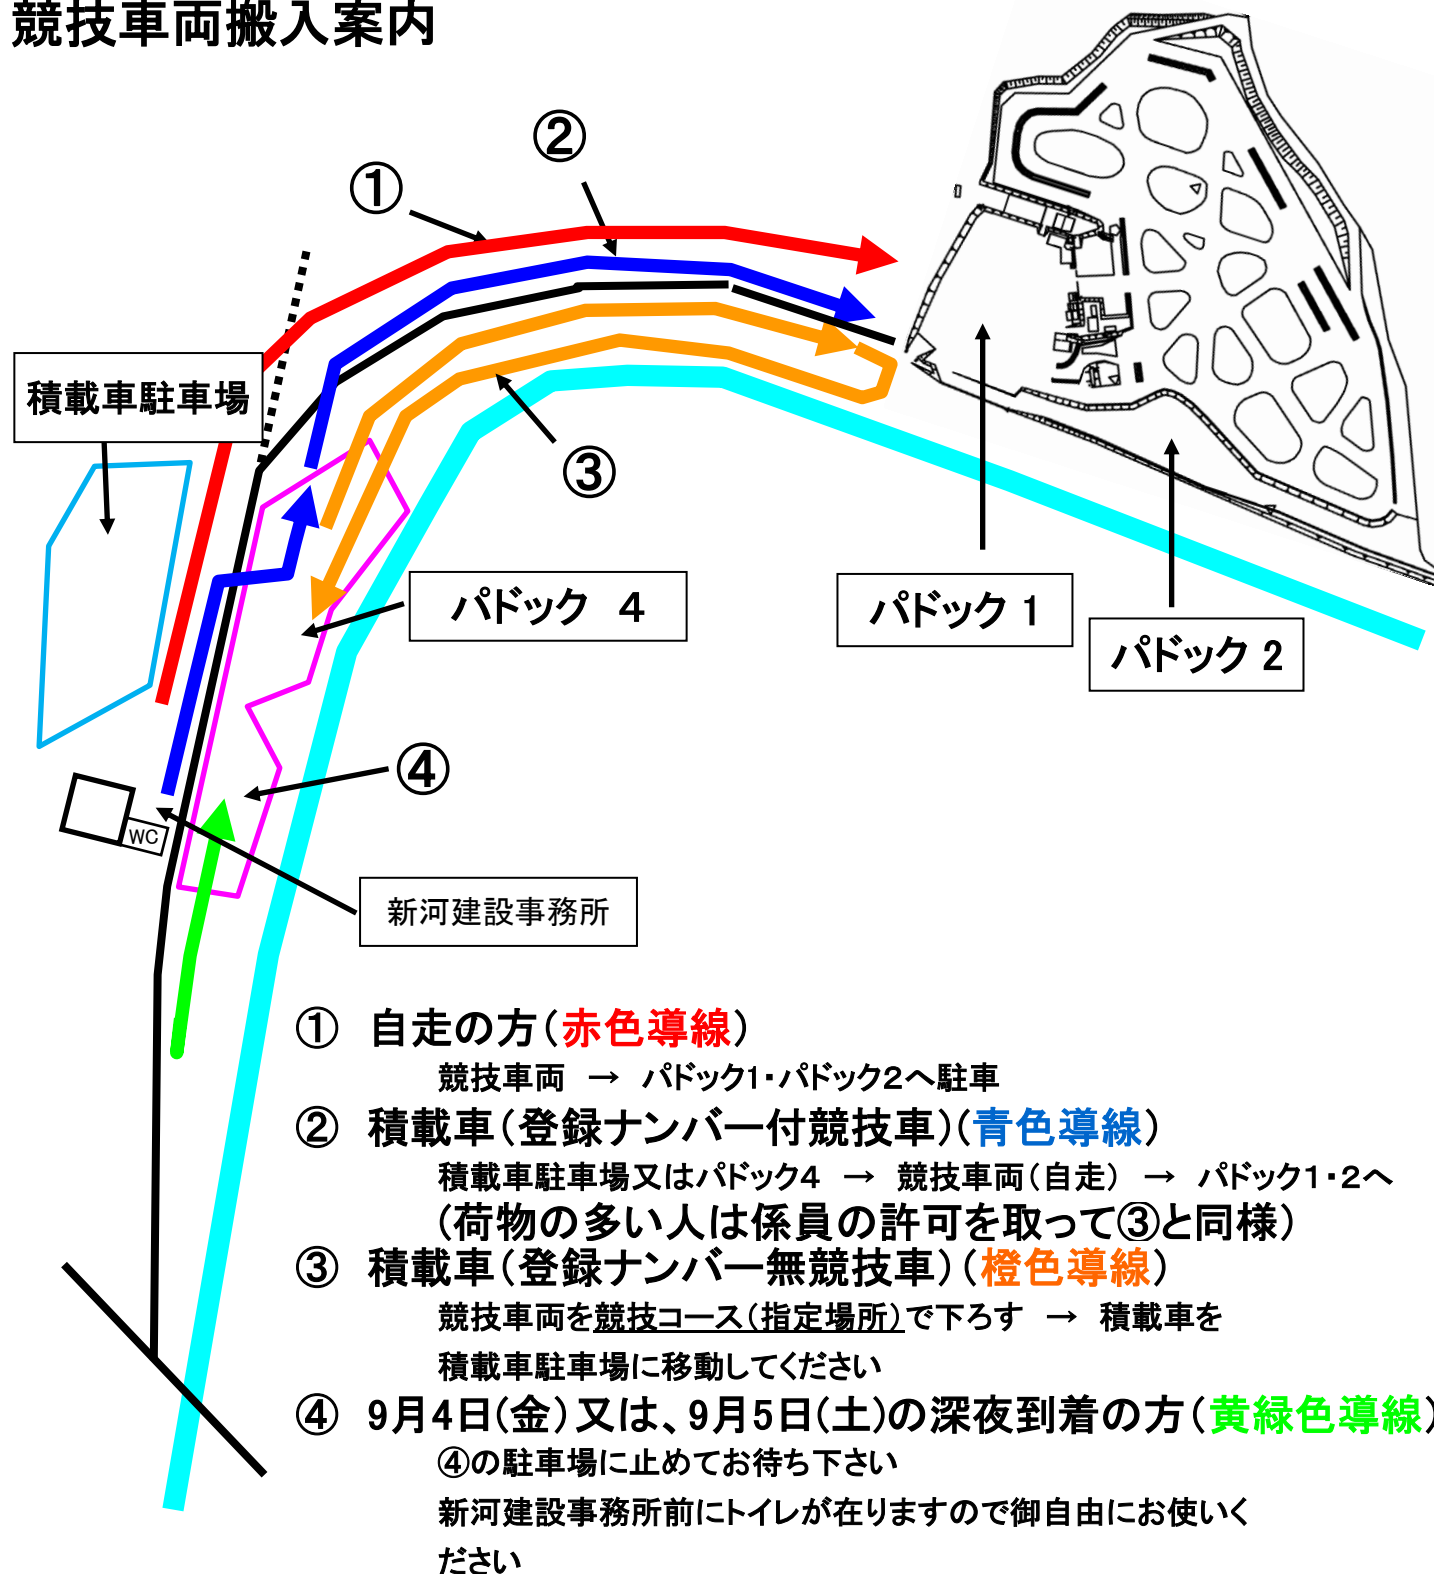 競技車両搬入案内
②
①
積載車駐車場
③
パドック　４
パドック 1
パドック 2
④
WC
新河建設事務所
①　自走の方（赤色導線）
競技車両　→　パドック1・パドック2へ駐車
②　積載車（登録ナンバー付競技車）（青色導線）
積載車駐車場又はパドック4　→　競技車両（自走）　→　パドック1・2へ
（荷物の多い人は係員の許可を取って③と同様）
③　積載車（登録ナンバー無競技車）（橙色導線）
競技車両を競技コース（指定場所）で下ろす　→　積載車を
積載車駐車場に移動してください
④　9月4日(金）又は、9月5日(土)の深夜到着の方（黄緑色導線）
④の駐車場に止めてお待ち下さい
新河建設事務所前にトイレが在りますので御自由にお使いく
ださい